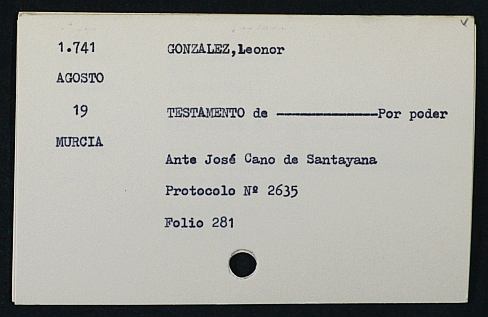 1.741 GONZALEZ,Leonor
AGOSTO
19 TESTAMENTO de ——————Por poder
MURCIA
Ante José Cano de Santayana
Protocolo Nº 2635
Folio 281